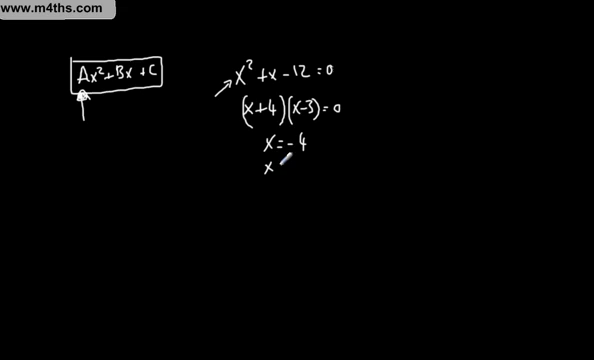 www.m4ths.com
Ax²+Bx+C
x²+x-12=0
(x+4)(x-3)=0
x=-4
x